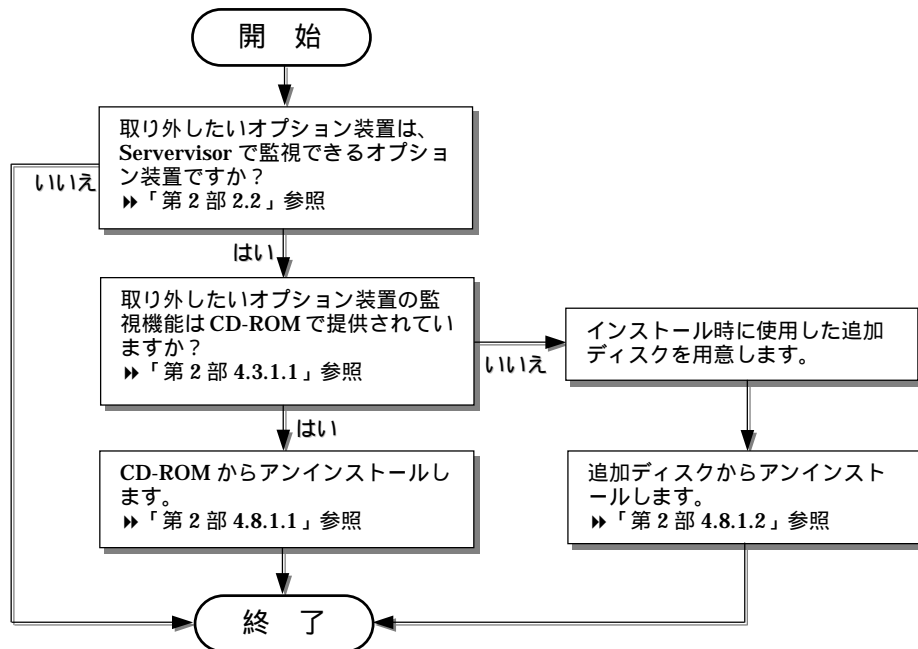 開　始
取り外したいオプション装置は、
Servervisor で監視できるオプショ
ン装置ですか？
「第 2 部 2.2」参照
いいえ
はい
取り外したいオプション装置の監
視機能は CD-ROM で提供されてい
ますか？
「第 2 部 4.3.1.1」参照
いいえ
インストール時に使用した追加
ディスクを用意します。
はい
CD-ROM からアンインストールし
ます。
「第 2 部 4.8.1.1」参照
追加ディスクからアンインスト
ールします。
「第 2 部 4.8.1.2」参照
終　了